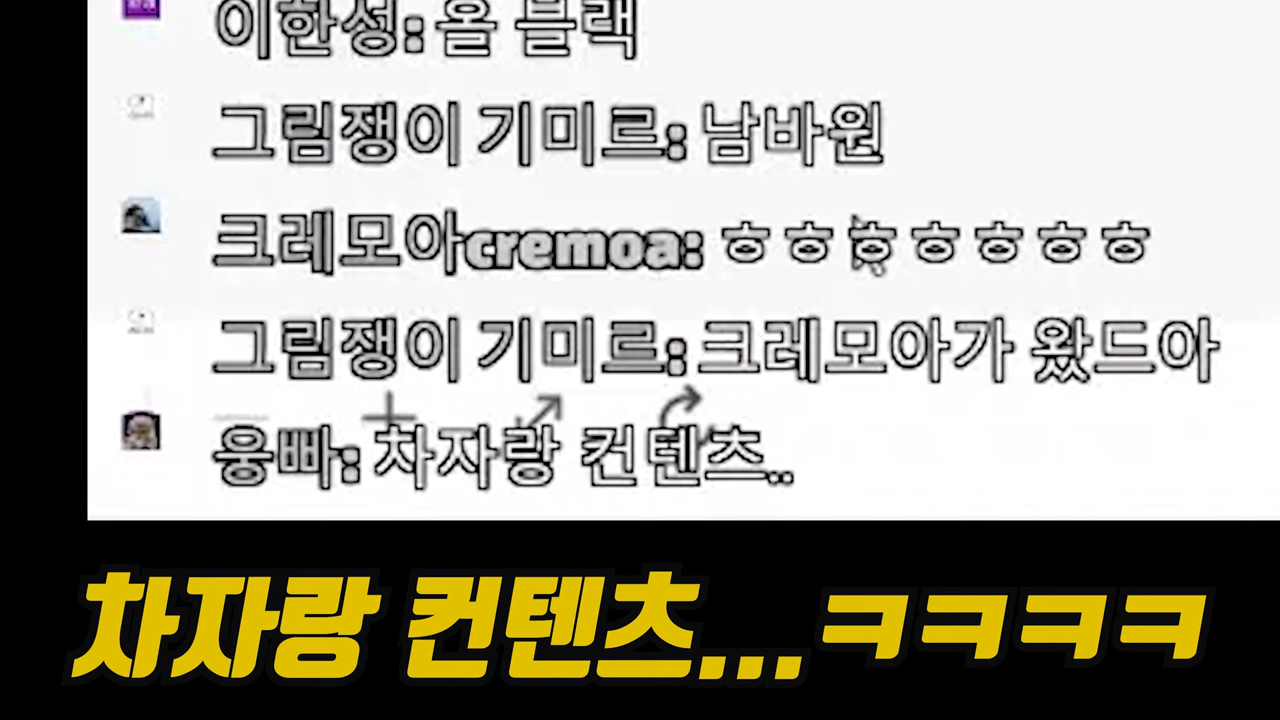 이한성: 올 블랙
그림쟁이 기미르: 남바원
크레모아cremoa: ㅎㅎㅎㅎㅎㅎㅎ
그림쟁이 기미르: 크레모아가 왔드아
웅빠: 차자랑 컨텐츠..
차자랑 컨텐츠...ㅋㅋㅋㅋ